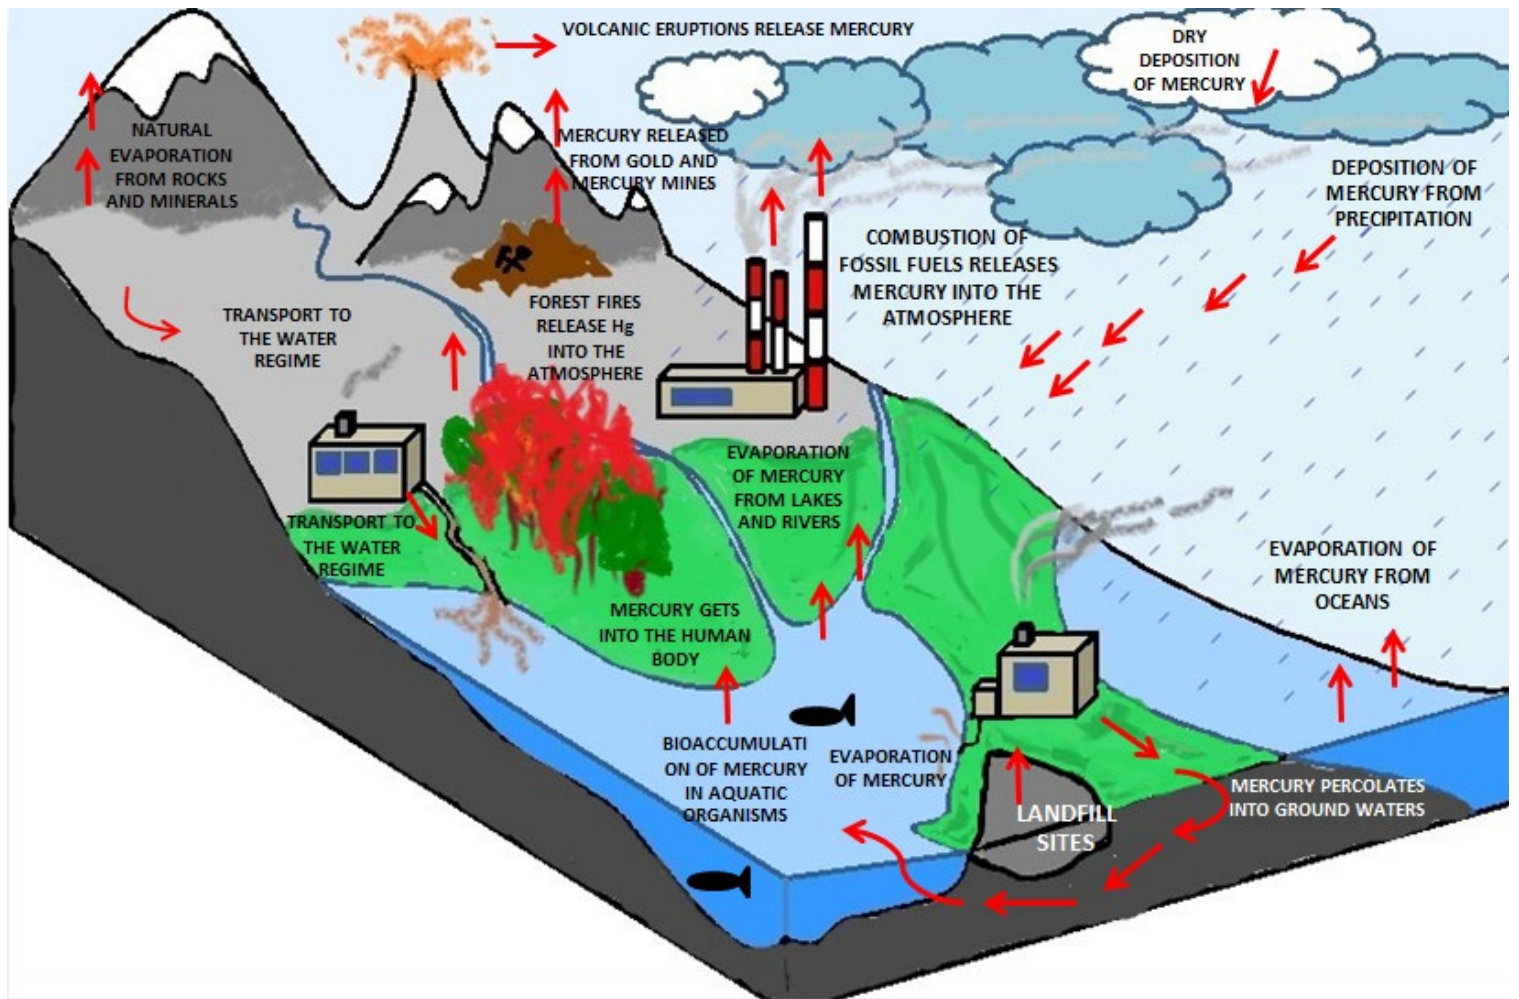 VOLCANIC ERUPTIONS RELEASE MERCURY
DRY
DEPOSITION
OF MERCURY
NATURAL
EVAPORATION
FROM ROCKS
AND MINERALS
MERCURY RELEASED
FROM GOLD AND
MERCURY MINES
DEPOSITION OF
MERCURY FROM
PRECIPITATION
COMBUSTION OF
FOSSIL FUELS RELEASES
MERCURY INTO THE
ATMOSPHERE
TRANSPORT TO
THE WATER
REGIME
FOREST FIRES
RELEASE Hg
INTO THE
ATMOSPHERE
EVAPORATION
OF MERCURY
FROM LAKES
AND RIVERS
TRANSPORT TO
THE WATER
REGIME
EVAPORATION OF
MERCURY FROM
OCEANS
MERCURY GETS
INTO THE HUMAN
BODY
BIOACCUMULATI
ON OF MERCURY
IN AQUATIC
ORGANISMS
EVAPORATION
OF MERCURY
LANDFILL
SITES
MERCURY PERCOLATES
INTO GROUND WATERS